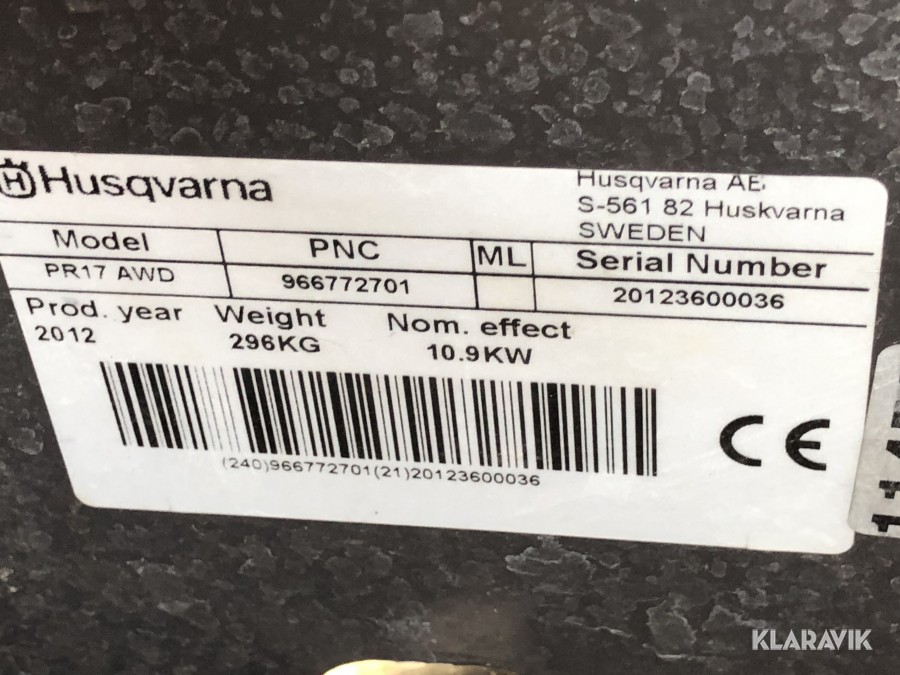 Husqvarna
Husqvarna AB.
S-561 82 Huskvarna
SWEDEN
Model PNC ML Serial Number
PR17 AWD 966772701 20123600036
Prod. year Weight Nom. effect
2012 296KG 10.9KW
(240)966772701(21)20123600036
CE
KLARAVIK